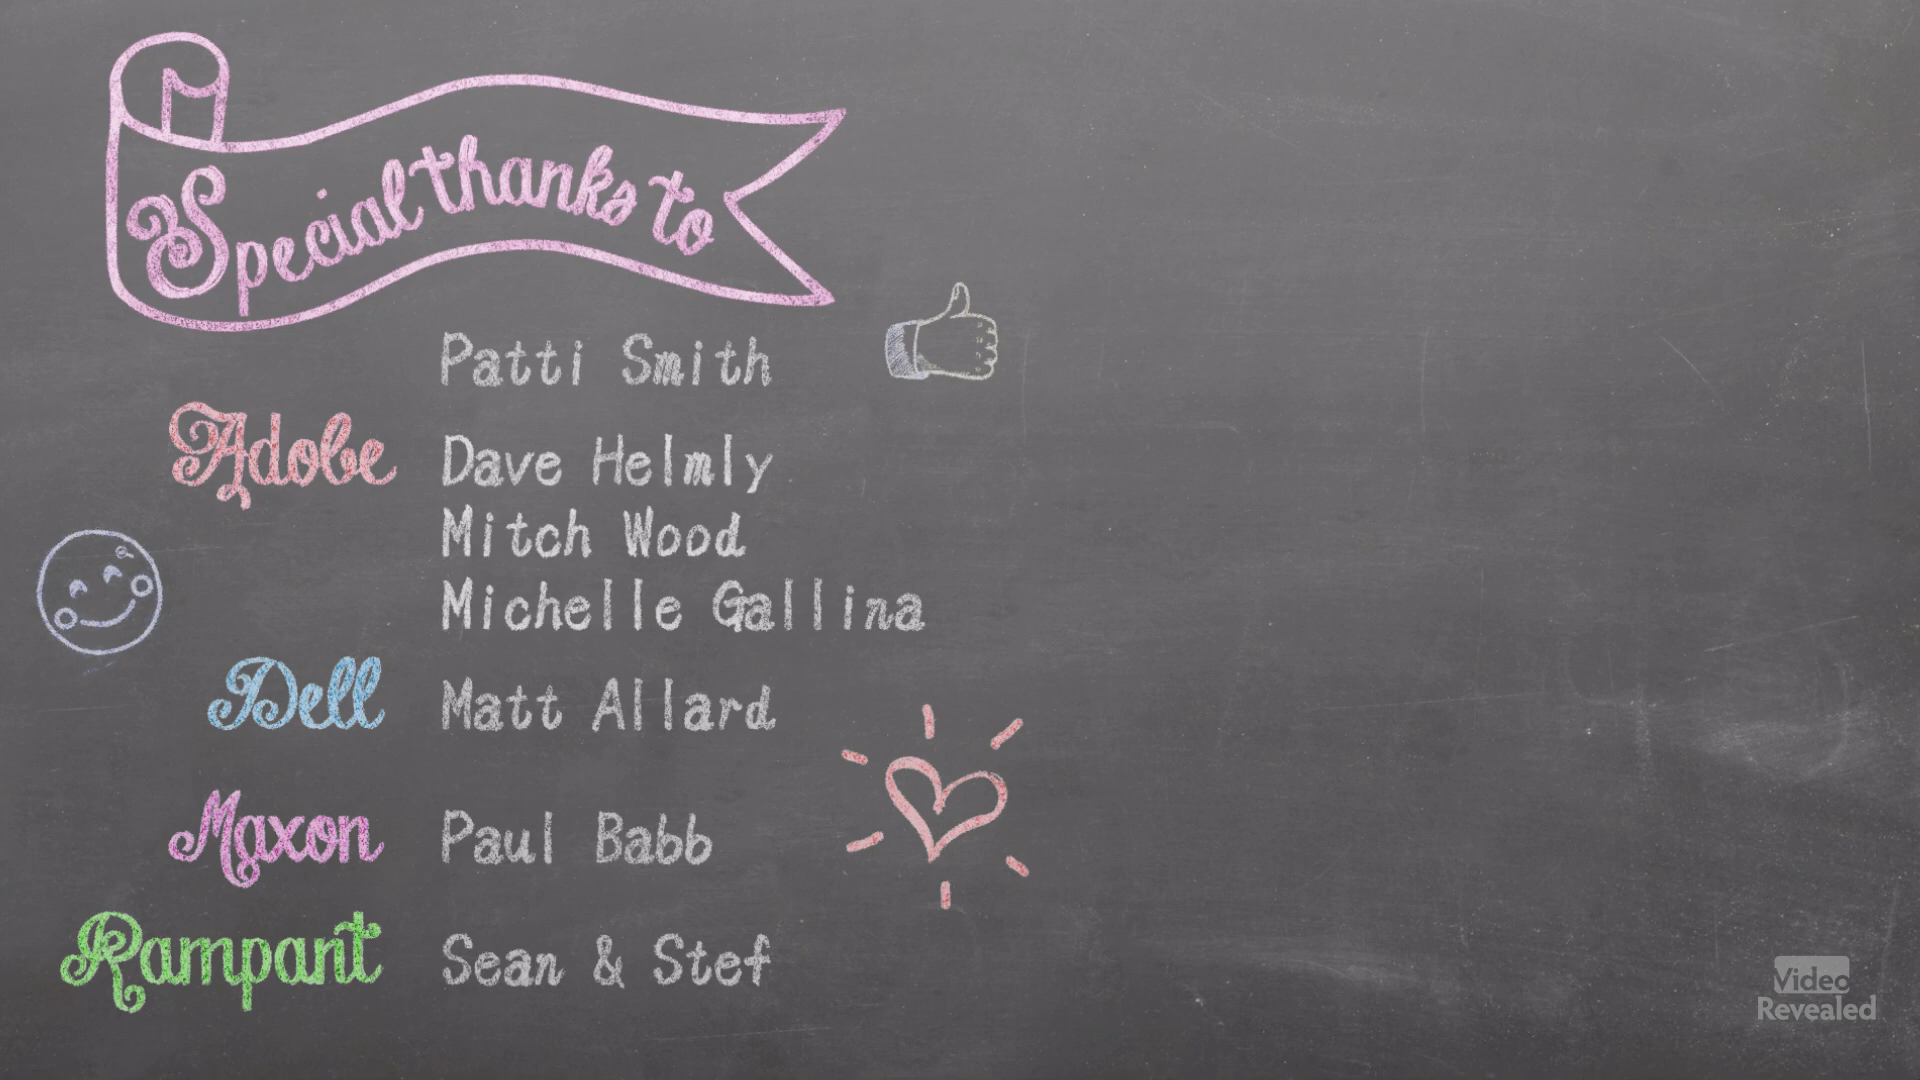 Special thanks to
Patti Smith
Adobe Dave Helmly
Mitch Wood
Michelle Gallina
Dell Matt Allard
Maxon Paul Babb
Rampant Sean & Stef
Video
Revealed